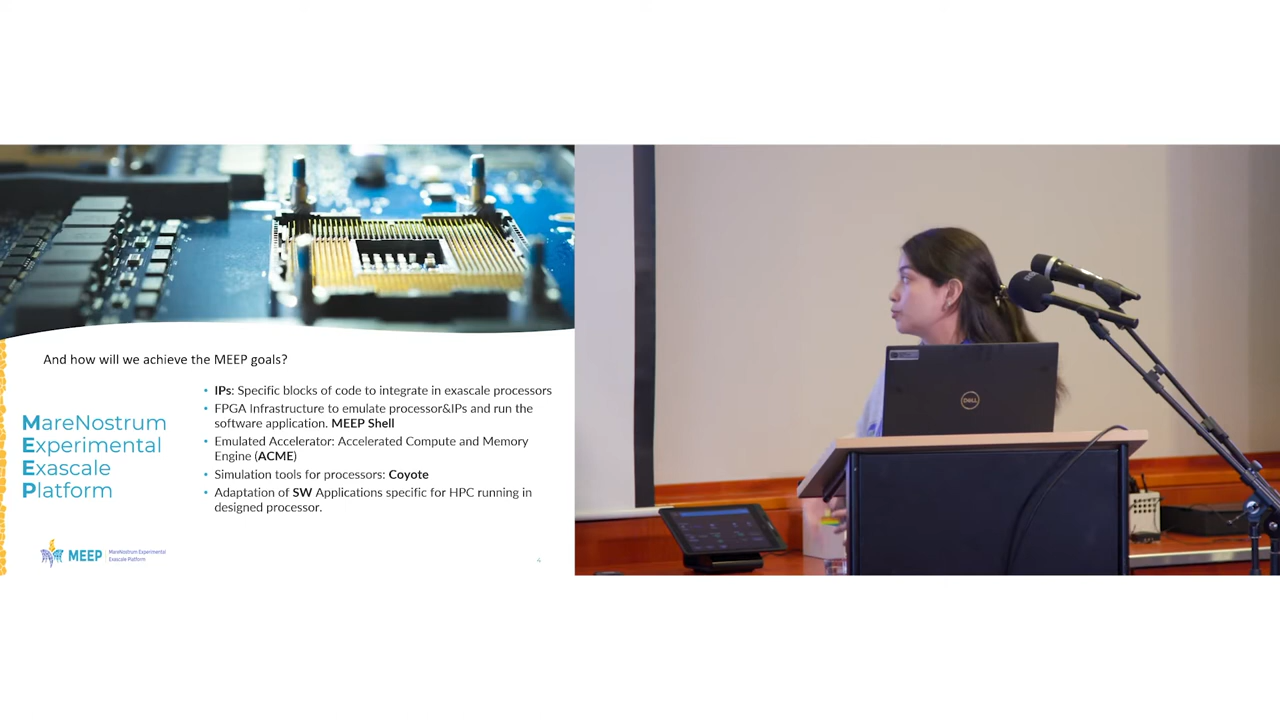 And how will we achieve the MEEP goals?
MareNostrum
Experimental
Exascale
Platform
• IPs: Specific blocks of code to integrate in exascale processors
• FPGA Infrastructure to emulate processor&IPs and run the
software application. MEEP Shell
• Emulated Accelerator: Accelerated Compute and Memory
Engine (ACME)
• Simulation tools for processors: Coyote
• Adaptation of SW Applications specific for HPC running in
designed processor.
MEEP
MareNostrum Experimental
Exascale Platform
4
DELL